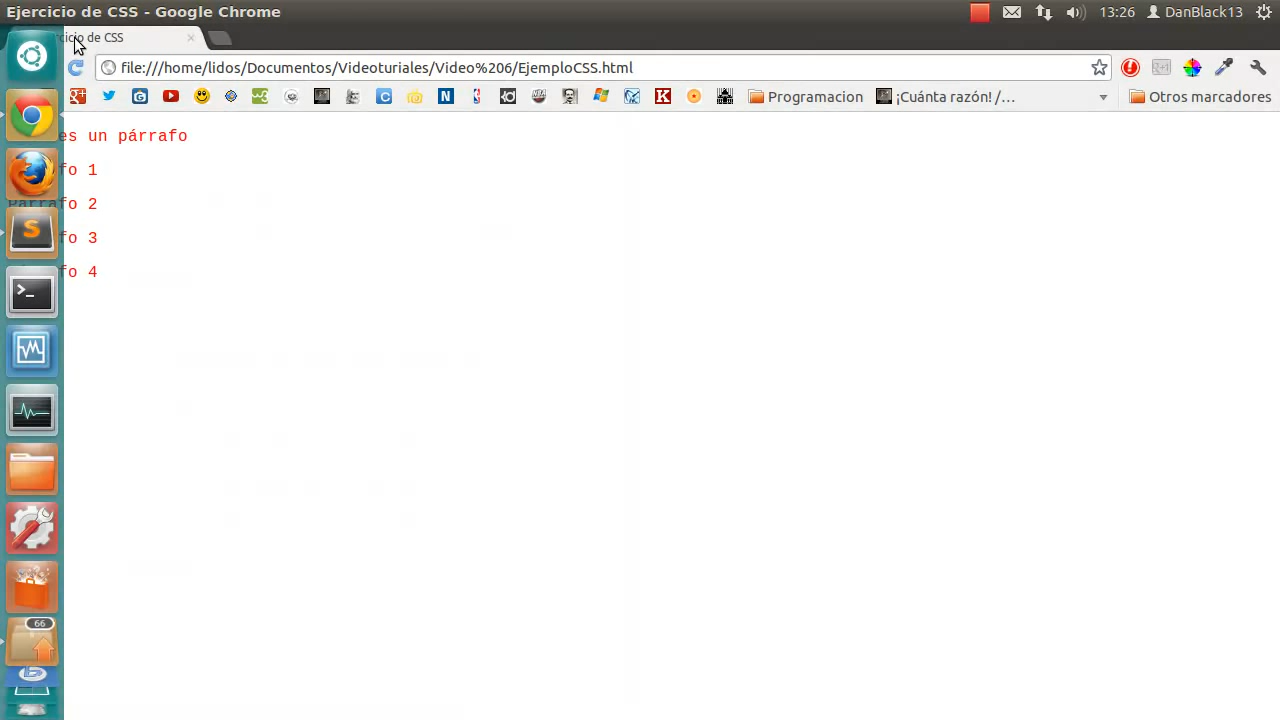 Ejercicio de CSS - Google Chrome
13:26 DanBlack13
rcicio de CSS
file:///home/lidos/Documentos/Videoturiales/Video%206/EjemploCSS.html
Programacion ¡Cuánta razón! /... Otros marcadores
es un párrafo
fo 1
Párrafo 2
fo 3
fo 4
66